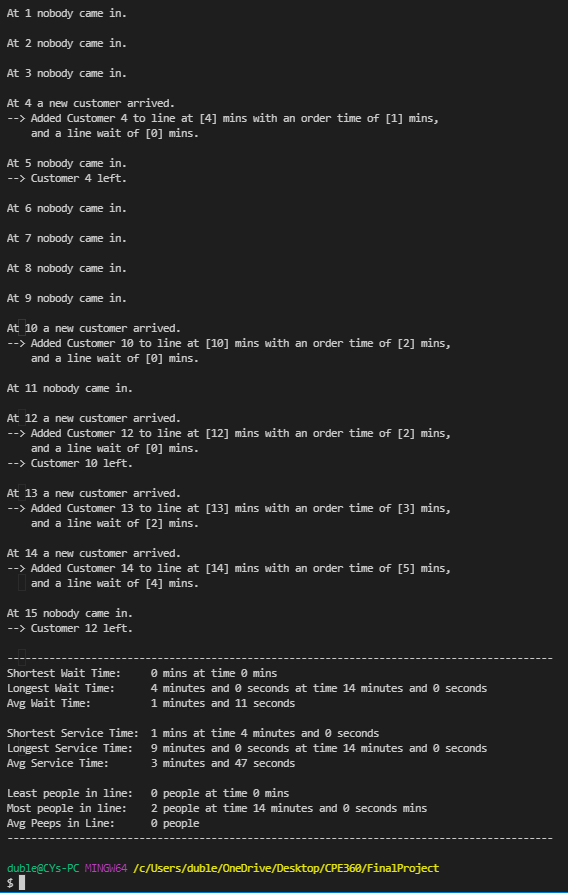 At 1 nobody came in.
At 2 nobody came in.
At 3 nobody came in.
At 4 a new customer arrived.
--> Added Customer 4 to line at [4] mins with an order time of [1] mins,
and a line wait of [0] mins.
At 5 nobody came in.
--> Customer 4 left.
At 6 nobody came in.
At 7 nobody came in.
At 8 nobody came in.
At 9 nobody came in.
At 10 a new customer arrived.
--> Added Customer 10 to line at [10] mins with an order time of [2] mins,
and a line wait of [0] mins.
At 11 nobody came in.
At 12 a new customer arrived.
--> Added Customer 12 to line at [12] mins with an order time of [2] mins,
and a line wait of [0] mins.
--> Customer 10 left.
At 13 a new customer arrived.
--> Added Customer 13 to line at [13] mins with an order time of [3] mins,
and a line wait of [2] mins.
At 14 a new customer arrived.
--> Added Customer 14 to line at [14] mins with an order time of [5] mins,
and a line wait of [4] mins.
At 15 nobody came in.
--> Customer 12 left.
-------------------------------------------------------------------------------------------
Shortest Wait Time: 0 mins at time 0 mins
Longest Wait Time: 4 minutes and 0 seconds at time 14 minutes and 0 seconds
Avg Wait Time: 1 minutes and 11 seconds
Shortest Service Time: 1 mins at time 4 minutes and 0 seconds
Longest Service Time: 9 minutes and 0 seconds at time 14 minutes and 0 seconds
Avg Service Time: 3 minutes and 47 seconds
Least people in line: 0 people at time 0 mins
Most people in line: 2 people at time 14 minutes and 0 seconds mins
Avg Peeps in Line: 0 people
-------------------------------------------------------------------------------------------
duble@CYs-PC MINGW64 /c/Users/duble/OneDrive/Desktop/CPE360/FinalProject
$